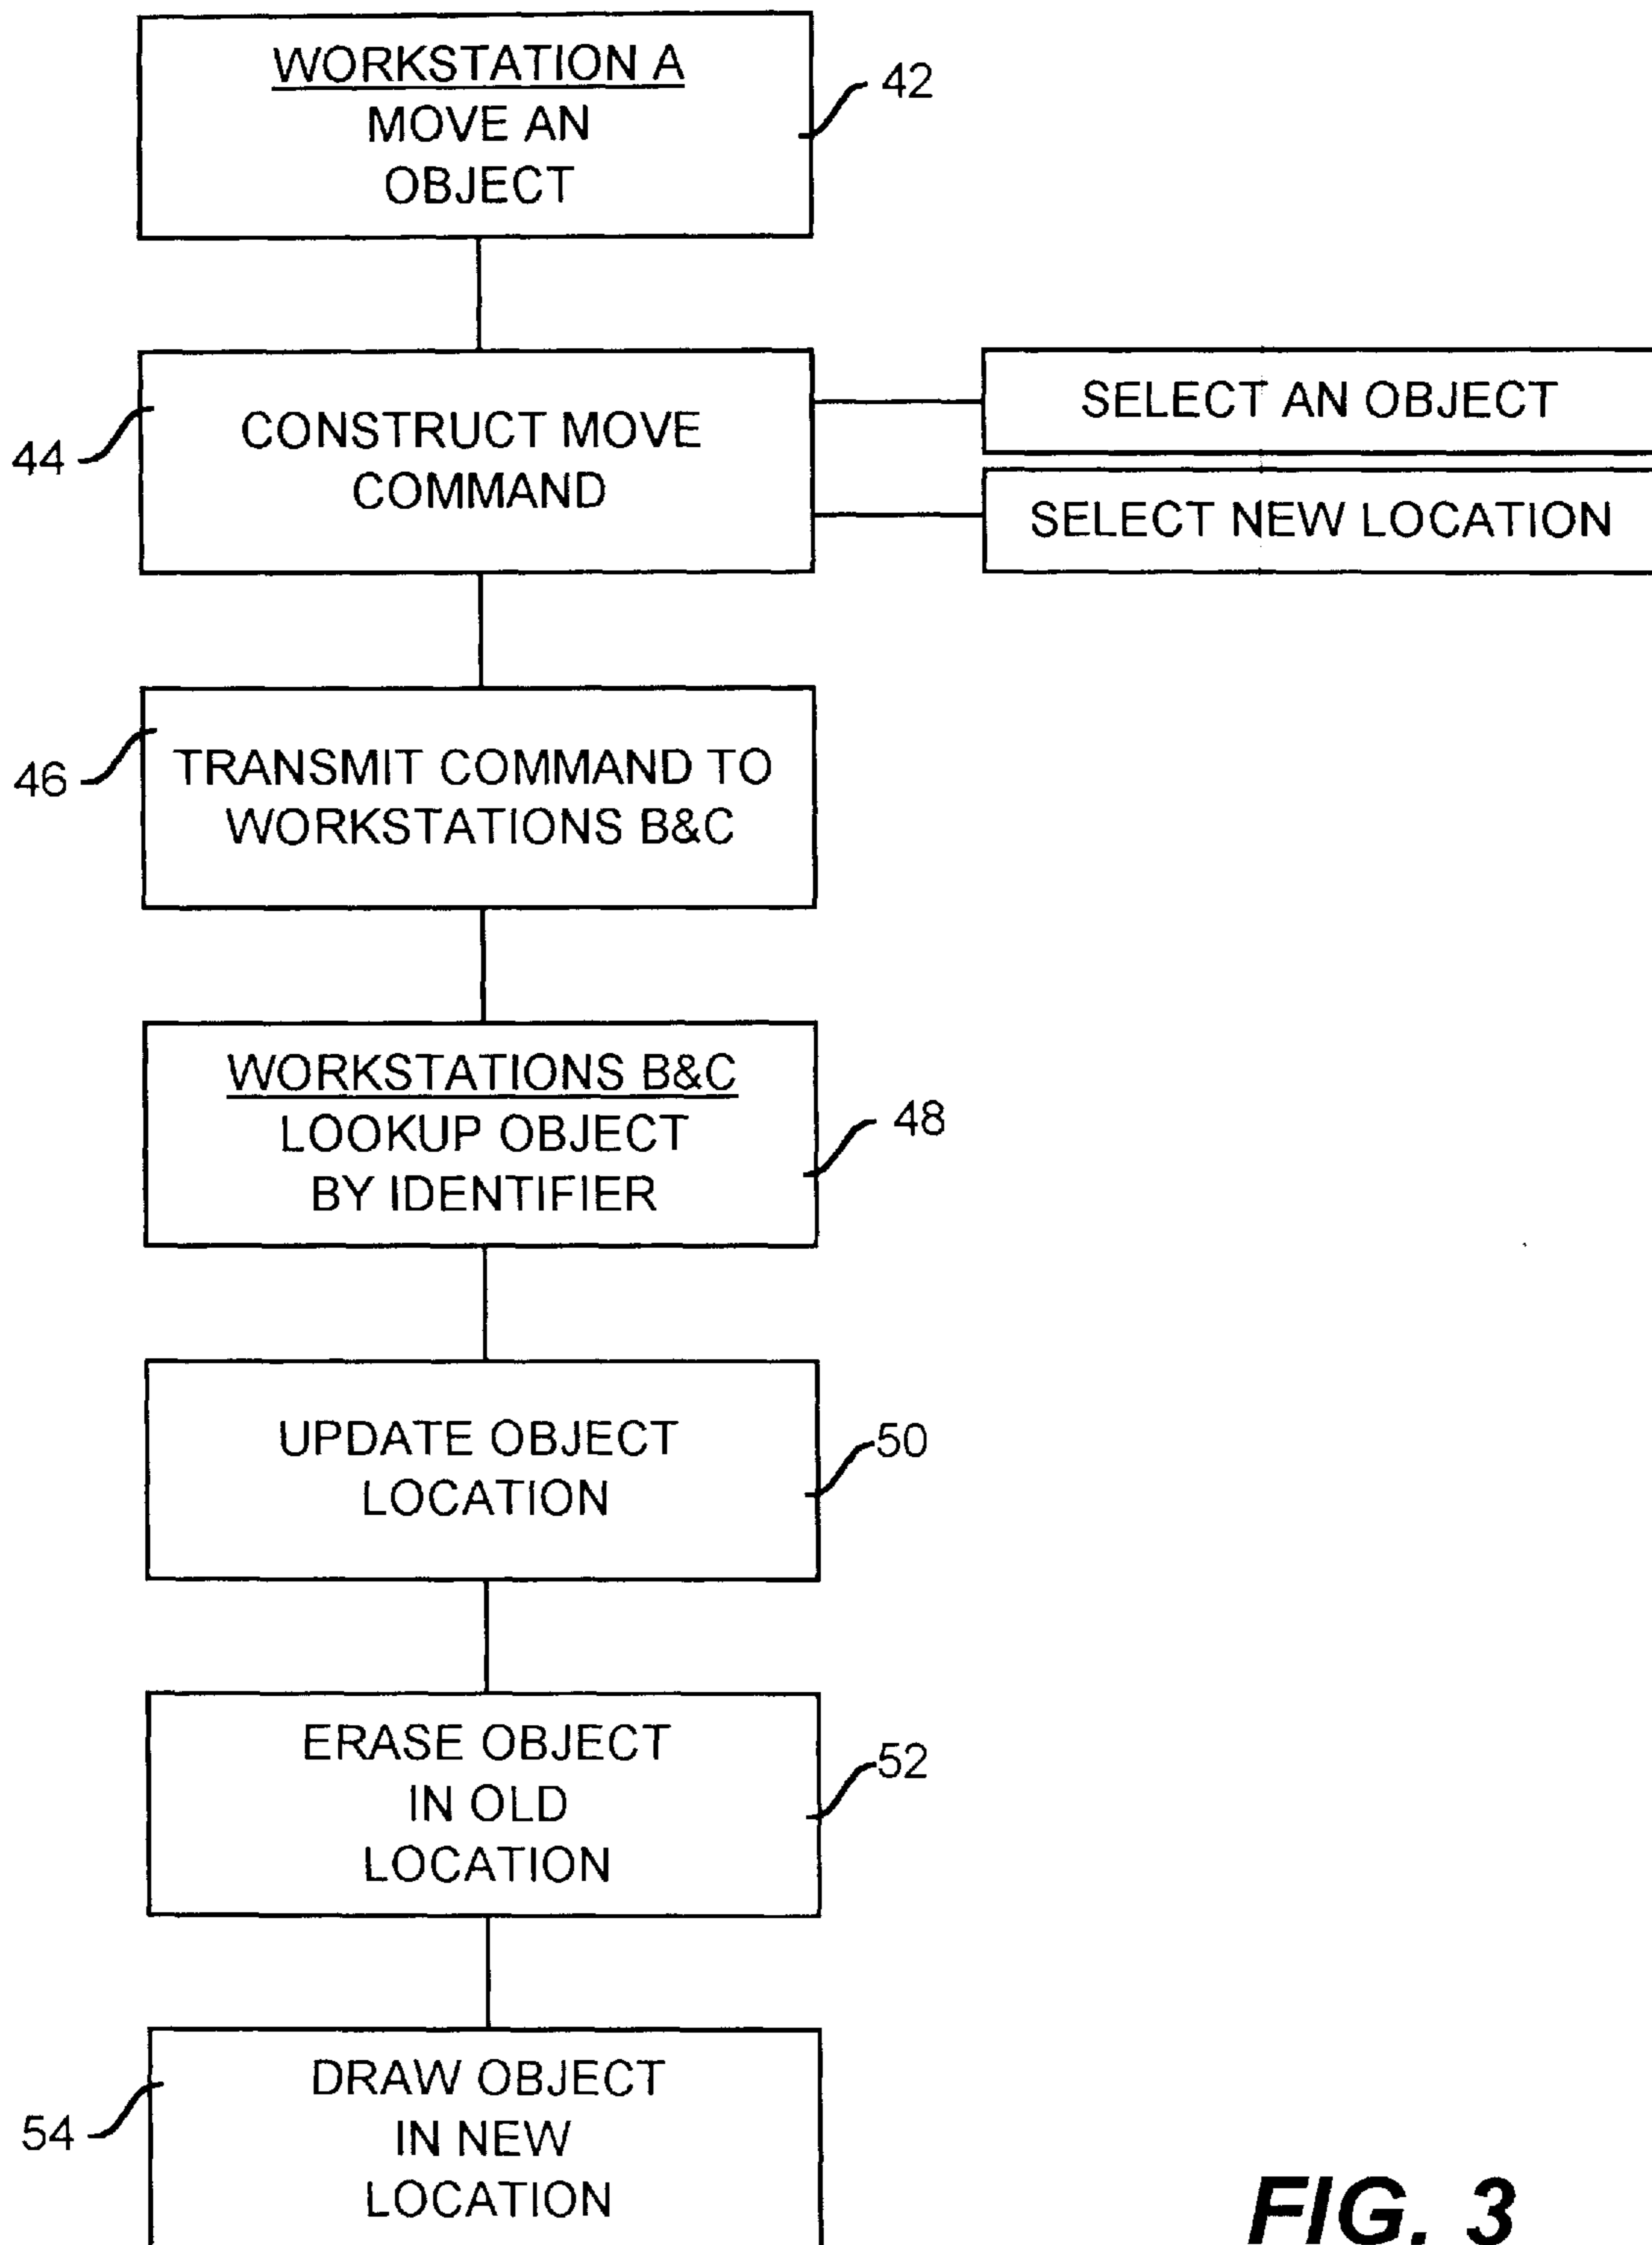 WORKSTATION A
MOVE AN
OBJECT
42
CONSTRUCT MOVE
COMMAND
44
SELECT AN OBJECT
SELECT NEW LOCATION
TRANSMIT COMMAND TO
WORKSTATIONS B&C
46
WORKSTATIONS B&C
LOOKUP OBJECT
BY IDENTIFIER
48
UPDATE OBJECT
LOCATION
50
ERASE OBJECT
IN OLD
LOCATION
52
DRAW OBJECT
IN NEW
LOCATION
54
FIG. 3